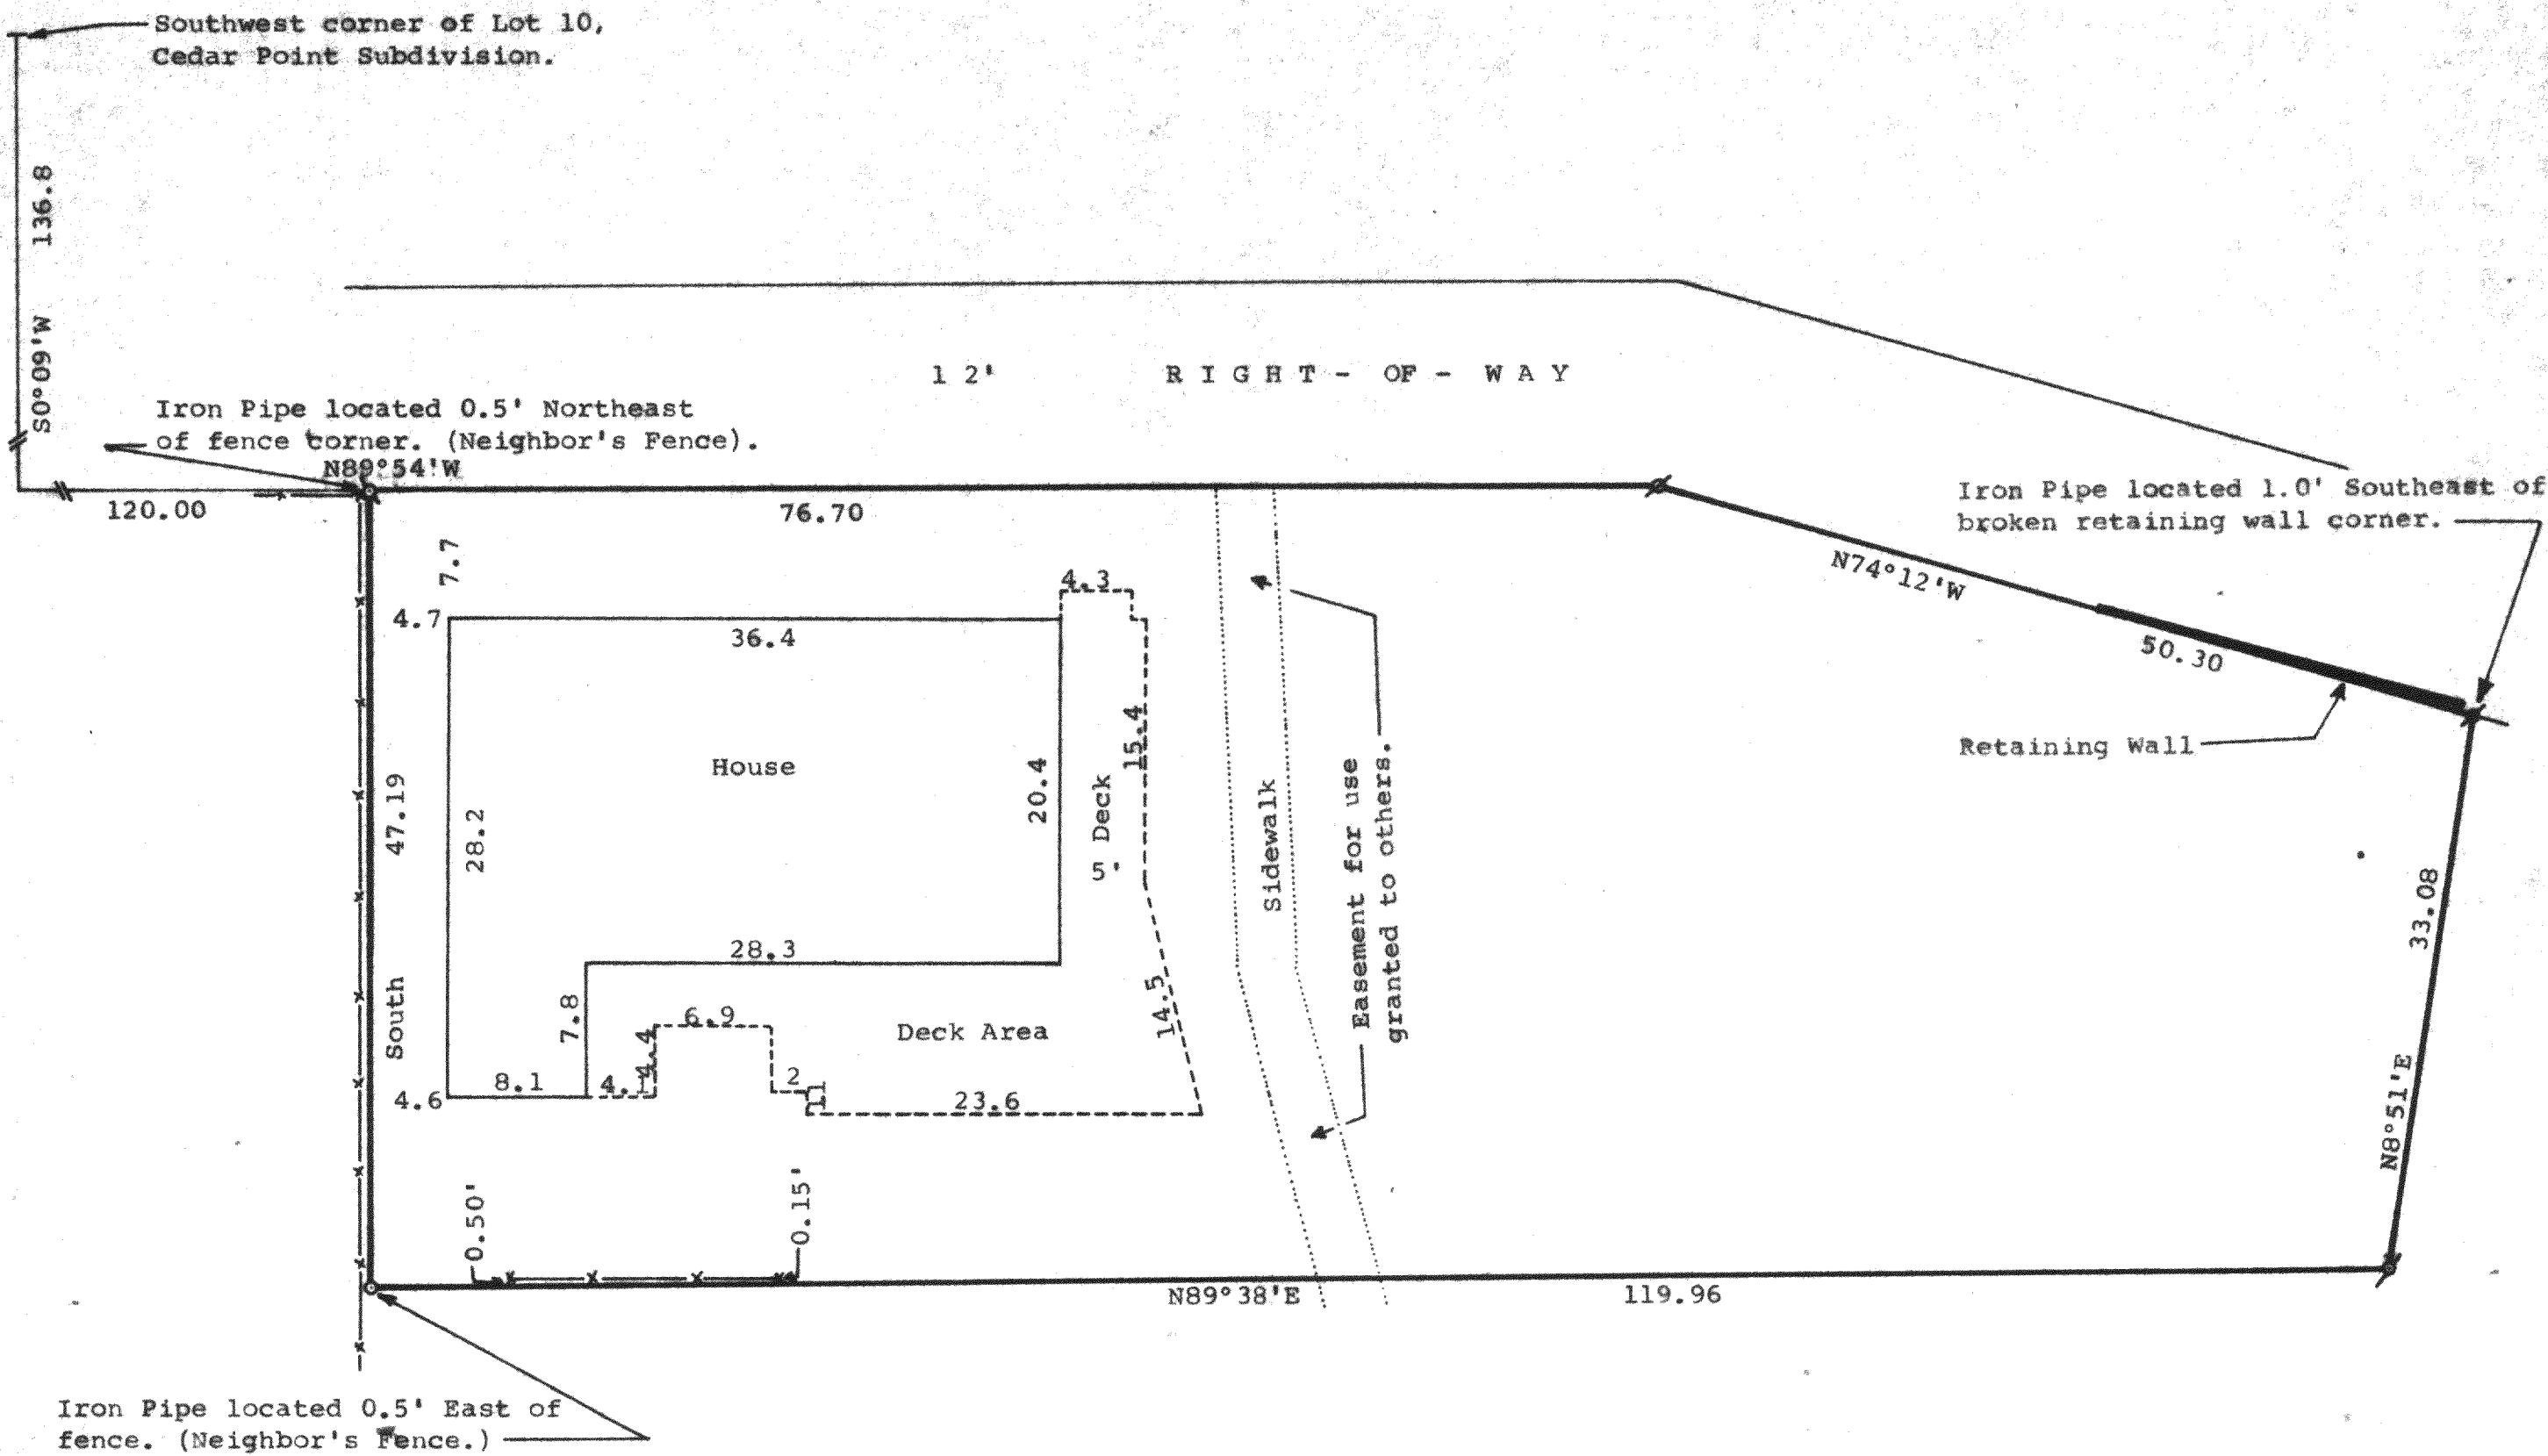 Southwest corner of Lot 10,
Cedar Point Subdivision.
136.8
S0°09'W
12' RIGHT-OF-WAY
Iron Pipe located 0.5' Northeast
of fence corner. (Neighbor's Fence).
N89°54'W
120.00
76.70
Iron Pipe located 1.0' Southeast of
broken retaining wall corner.
N74°12'W
50.30
Retaining Wall
7.7
4.7
36.4
4.3
House
15.4
20.4
5' Deck
Sidewalk
Easement for use
granted to others.
47.19
South
28.2
28.3
7.8
6.9
4.4
Deck Area
14.5
33.08
N8°51'E
4.6
8.1
4.1
2
11
23.6
0.50'
0.15'
N89°38'E
119.96
Iron Pipe located 0.5' East of
fence. (Neighbor's Fence.)